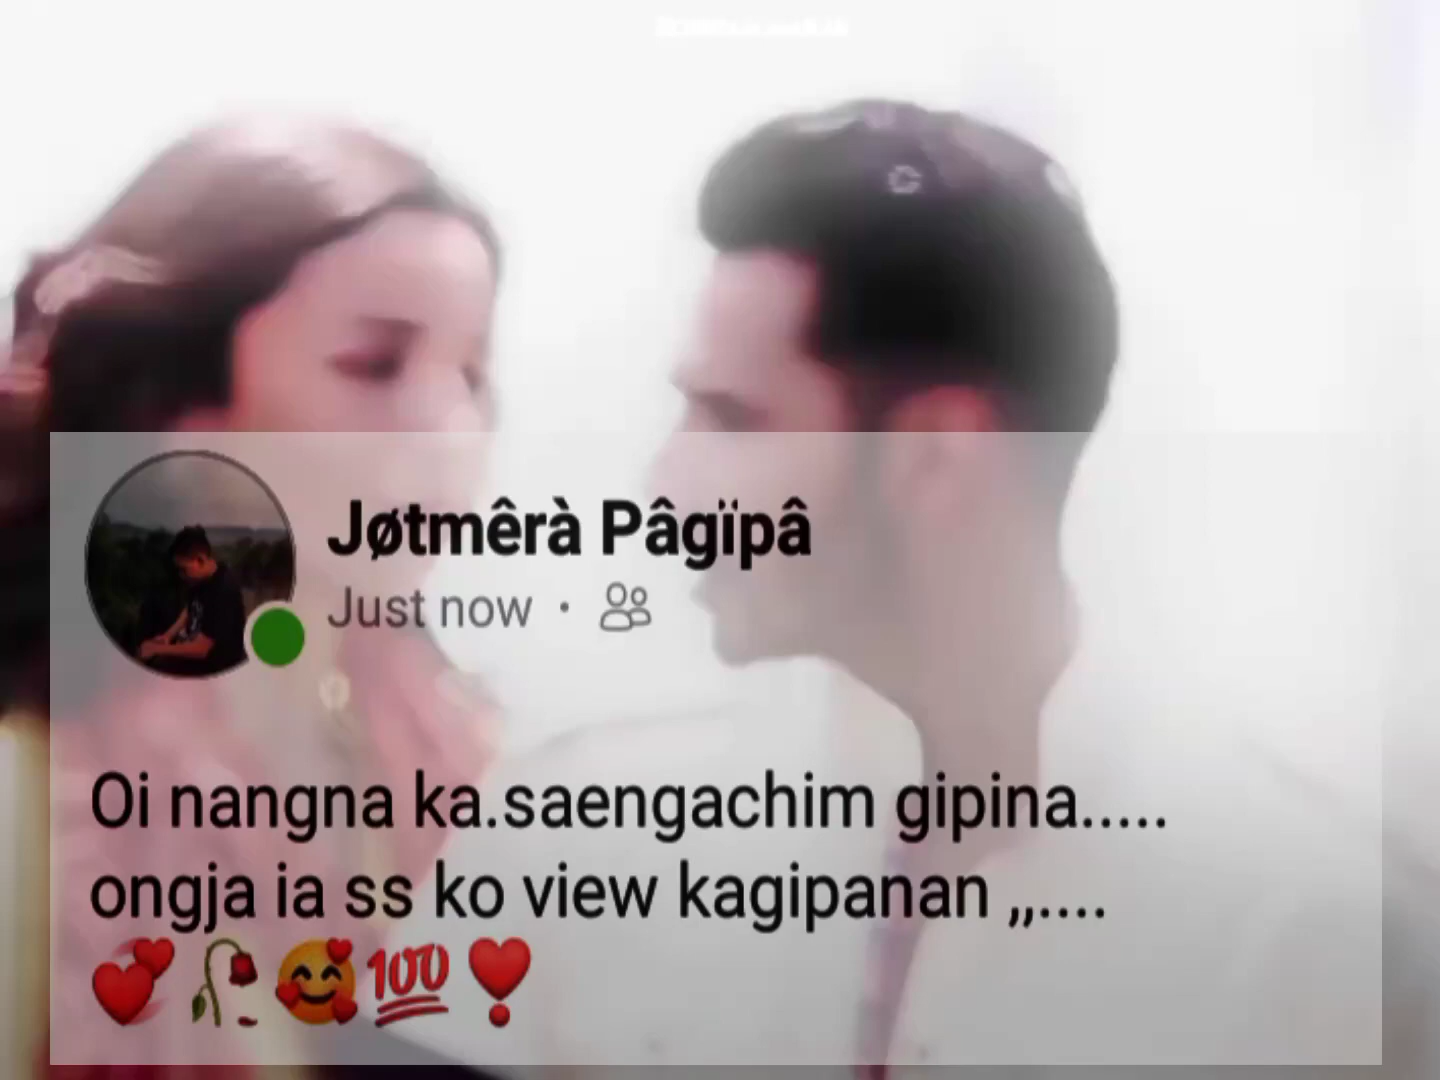 Jøtmêrà Pâgïpâ
Just now ·
Oi nangna ka.saengachim gipina.....
ongja ia ss ko view kagipanan ,,....
💞🥀🥰💯❣️